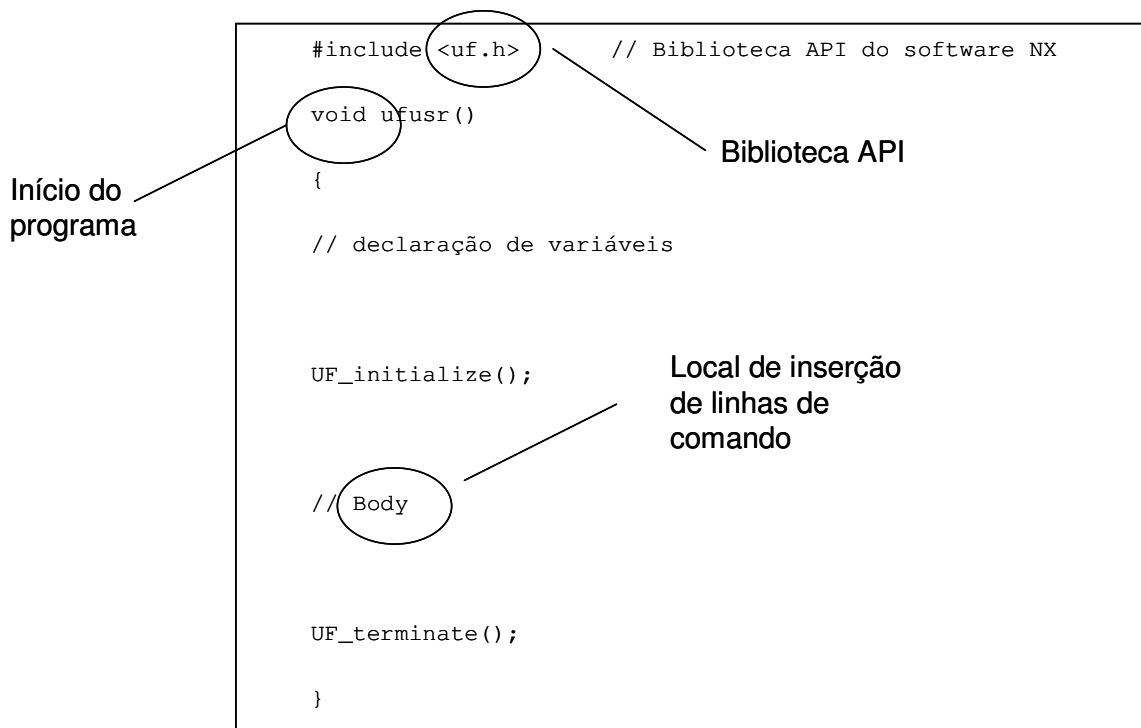 #include <uf.h> // Biblioteca API do software NX
void ufusr()
Biblioteca API
{
Início do
programa
// declaração de variáveis
UF_initialize();
Local de inserção
de linhas de
comando
// Body
UF_terminate();
}